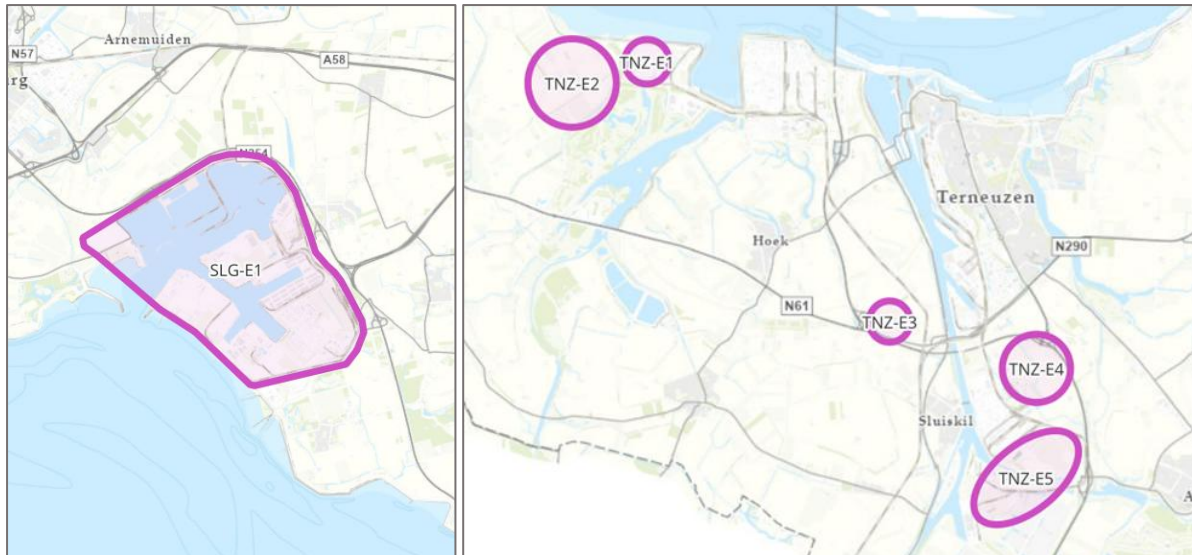 Arnemuiden
N57
A58
rg
N254
SLG-E1
TNZ-E1
TNZ-E2
Terneuzen
Hoek
N290
N61
TNZ-E3
TNZ-E4
Sluiskil
TNZ-E5
A